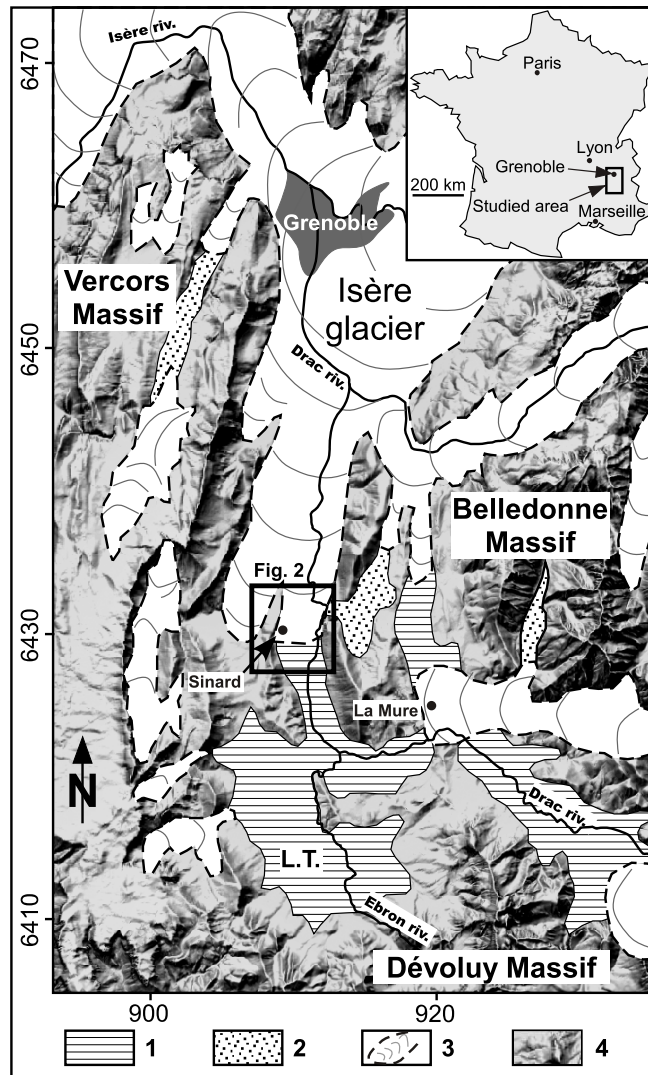 Isère riv.
6470
Paris
Lyon
Grenoble
200 km
Studied area
Marseille
Grenoble
Vercors
Massif
Isère
glacier
6450
Drac riv.
Belledonne
Massif
Fig. 2
6430
Sinard
La Mure
N
Drac riv.
L.T.
Ebron riv.
6410
Dévoluy Massif
900
920
1
2
3
4